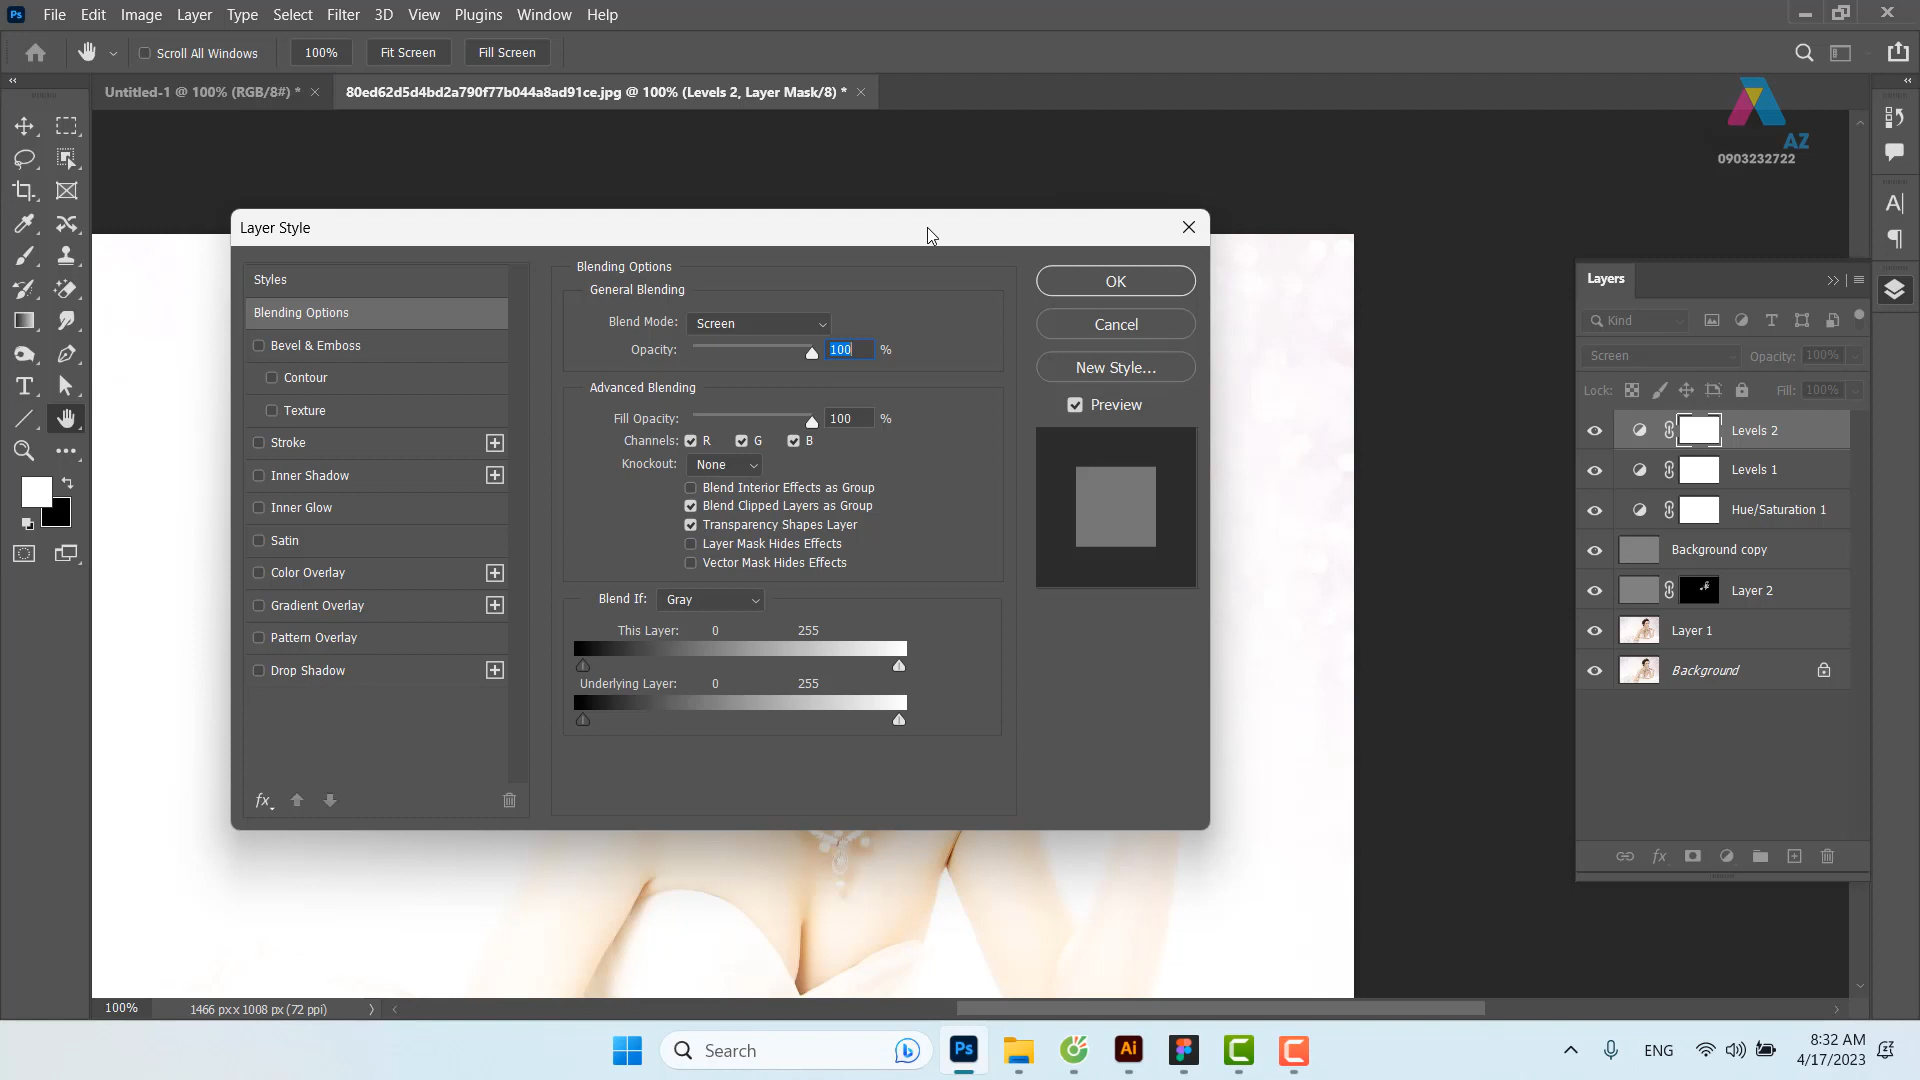 Ps File Edit Image Layer Type Select Filter 3D View Plugins Window Help
Scroll All Windows 100% Fit Screen Fill Screen
Untitled-1 @ 100% (RGB/8#) * 80ed62d5d4bd2a790f77b044a8ad91ce.jpg @ 100% (Levels 2, Layer Mask/8) *
AZ
0903232722
Layer Style
Styles
Blending Options
Bevel & Emboss
Contour
Texture
Stroke
Inner Shadow
Inner Glow
Satin
Color Overlay
Gradient Overlay
Pattern Overlay
Drop Shadow
fx
Blending Options
General Blending
Blend Mode: Screen
Opacity: 100 %
Advanced Blending
Fill Opacity: 100 %
Channels: R G B
Knockout: None
Blend Interior Effects as Group
Blend Clipped Layers as Group
Transparency Shapes Layer
Layer Mask Hides Effects
Vector Mask Hides Effects
Blend If: Gray
This Layer: 0 255
Underlying Layer: 0 255
OK
Cancel
New Style...
Preview
Layers
Kind
Screen Opacity: 100%
Lock: Fill: 100%
Levels 2
Levels 1
Hue/Saturation 1
Background copy
Layer 2
Layer 1
Background
fx
100% 1466 px x 1008 px (72 ppi)
Search
Ps
Ai
ENG
8:32 AM
4/17/2023